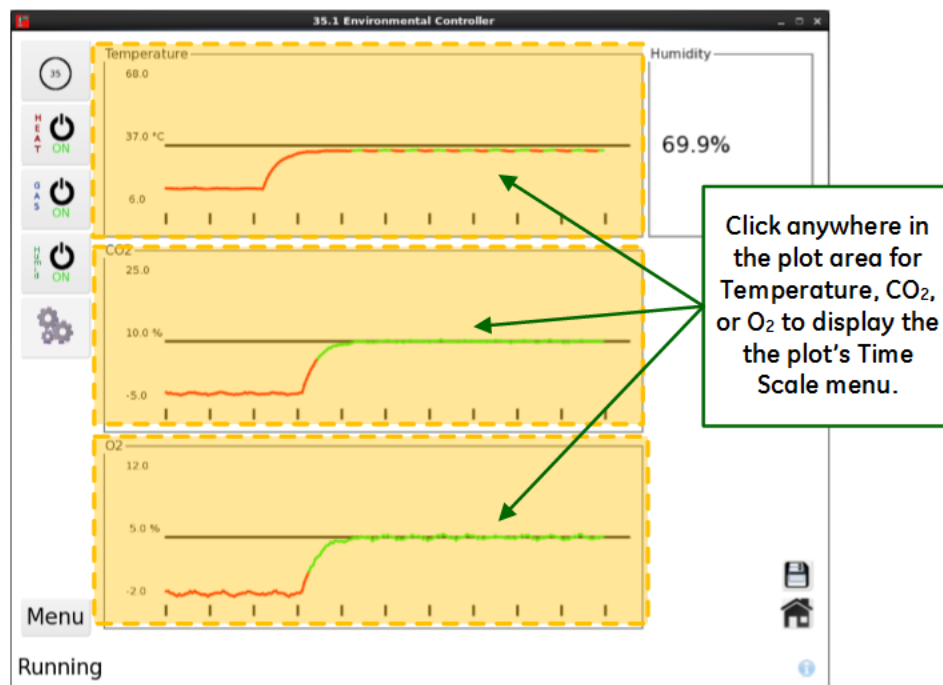 35.1 Environmental Controller
35
HEAT
ON
GAS
ON
Humid
ON
Menu
Running
Temperature
68.0
37.0 °C
6.0
Humidity
69.9%
CO2
25.0
10.0 %
-5.0
O2
12.0
5.0 %
-2.0
Click anywhere in
the plot area for
Temperature, CO₂,
or O₂ to display the
the plot's Time
Scale menu.